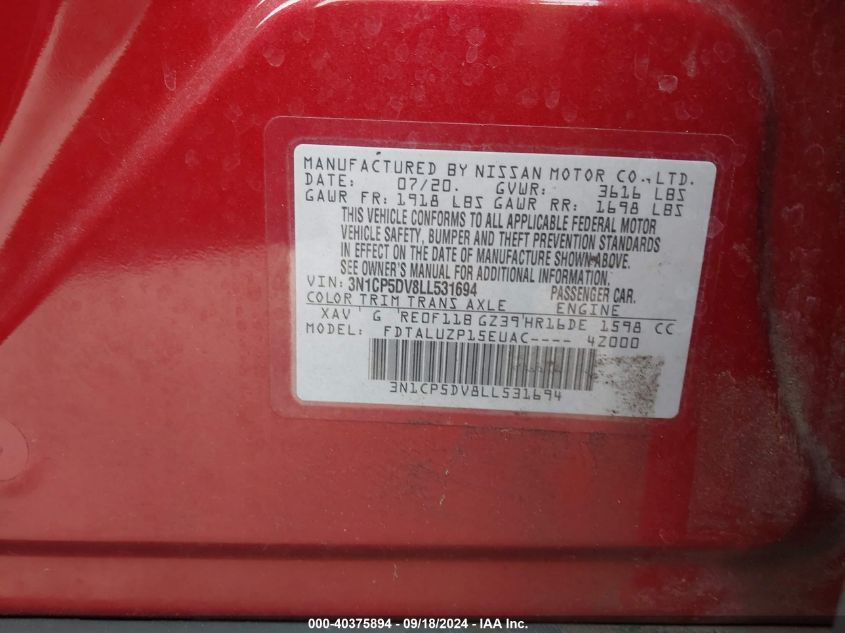 MANUFACTURED BY NISSAN MOTOR CO., LTD.
DATE: 07/20. GVWR: 3616 LBS
GAWR FR: 1918 LBS GAWR RR: 1698 LBS
THIS VEHICLE CONFORMS TO ALL APPLICABLE FEDERAL MOTOR
VEHICLE SAFETY, BUMPER AND THEFT PREVENTION STANDARDS
IN EFFECT ON THE DATE OF MANUFACTURE SHOWN ABOVE.
SEE OWNER'S MANUAL FOR ADDITIONAL INFORMATION.
VIN: 3N1CP5DV8LL531694 PASSENGER CAR.
COLOR TRIM TRANS AXLE ENGINE
XAV G RE0F11B GZ39 HR16DE 1598 CC
MODEL: FDTALUZP15EUAC---- 4Z000
3N1CP5DV8LL531694
000-40375894 / 09/18/2024 - IAA Inc.